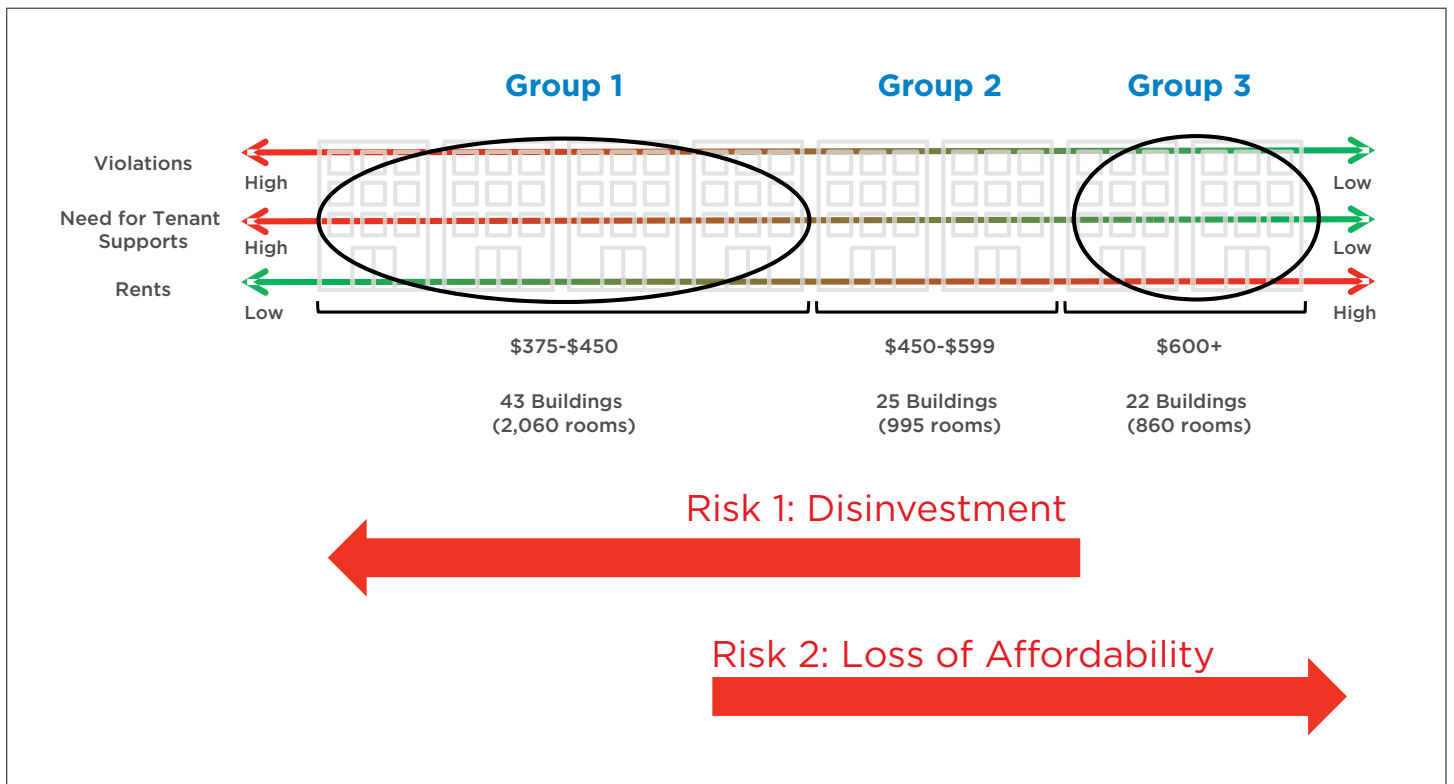 Group 1
Group 2
Group 3
Violations
High
Low
Need for Tenant
Supports
High
Low
Rents
Low
High
$375-$450
$450-$599
$600+
43 Buildings
(2,060 rooms)
25 Buildings
(995 rooms)
22 Buildings
(860 rooms)
Risk 1: Disinvestment
Risk 2: Loss of Affordability